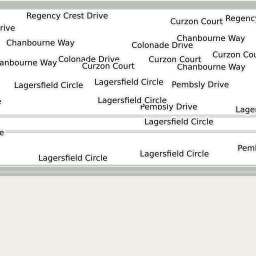 Regency Crest Drive
Curzon Court
Regency
rive
Chanbourne Way
Chanbourne Way
Colonade Drive
Curzon Cou
Colonade Drive
Curzon Court
anbourne Way
Curzon Court
Chanbourne Way
Lagersfield Circle
Lagersfield Circle
Pembsly Drive
Lagersfield Circle
e
Pembsly Drive
Lage
Lagersfield Circle
e
Pemb
Lagersfield Circle
Lagersfield Circle